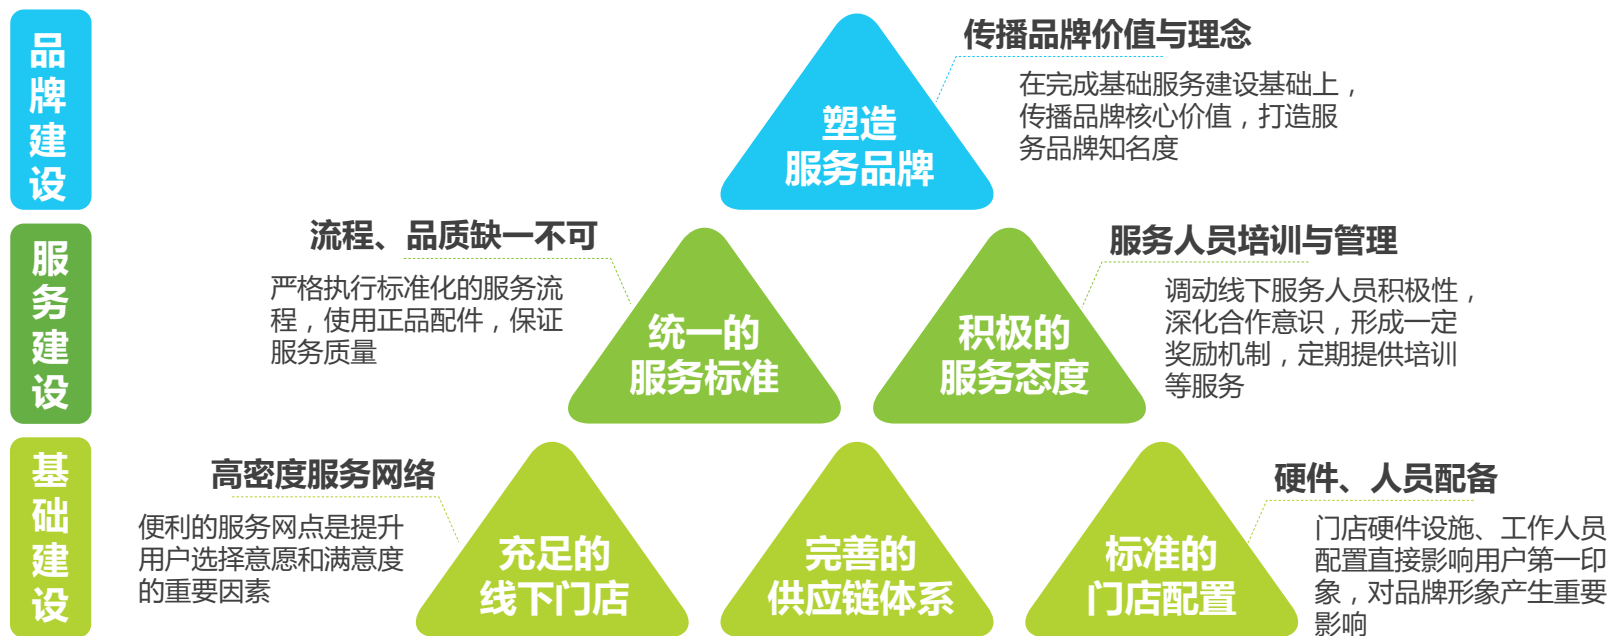 品
牌
建
设
塑造
服务品牌
传播品牌价值与理念
在完成基础服务建设基础上，
传播品牌核心价值，打造服
务品牌知名度
服
务
建
设
流程、品质缺一不可
严格执行标准化的服务流
程，使用正品配件，保证
服务质量
统一的
服务标准
积极的
服务态度
服务人员培训与管理
调动线下服务人员积极性，
深化合作意识，形成一定
奖励机制，定期提供培训
等服务
基
础
建
设
高密度服务网络
便利的服务网点是提升
用户选择意愿和满意度
的重要因素
充足的
线下门店
完善的
供应链体系
标准的
门店配置
硬件、人员配备
门店硬件设施、工作人员
配置直接影响用户第一印
象，对品牌形象产生重要
影响